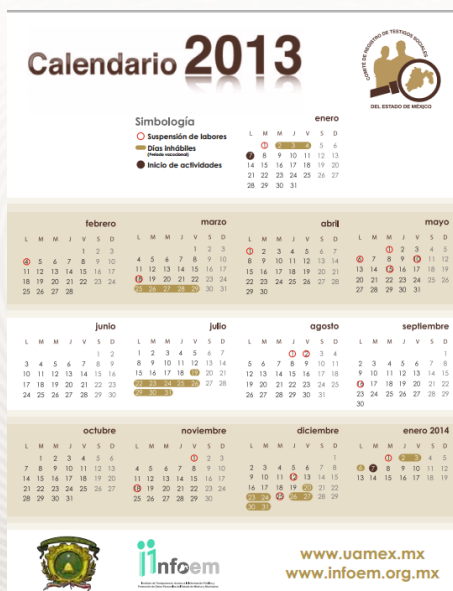 Calendario 2013
COMITÉ DE REGISTRO DE TESTIGOS SOCIALES
DEL ESTADO DE MÉXICO
Simbología
Suspensión de labores
Días inhábiles
(Periodo vacacional)
Inicio de actividades
enero
L M M J V S D
1 2 3 4 5 6
7 8 9 10 11 12 13
14 15 16 17 18 19 20
21 22 23 24 25 26 27
28 29 30 31
febrero
L M M J V S D
1 2 3
4 5 6 7 8 9 10
11 12 13 14 15 16 17
18 19 20 21 22 23 24
25 26 27 28
marzo
L M M J V S D
1 2 3
4 5 6 7 8 9 10
11 12 13 14 15 16 17
18 19 20 21 22 23 24
25 26 27 28 29 30 31
abril
L M M J V S D
1 2 3 4 5 6 7
8 9 10 11 12 13 14
15 16 17 18 19 20 21
22 23 24 25 26 27 28
29 30
mayo
L M M J V S D
1 2 3 4 5
6 7 8 9 10 11 12
13 14 15 16 17 18 19
20 21 22 23 24 25 26
27 28 29 30 31
junio
L M M J V S D
1 2
3 4 5 6 7 8 9
10 11 12 13 14 15 16
17 18 19 20 21 22 23
24 25 26 27 28 29 30
julio
L M M J V S D
1 2 3 4 5 6 7
8 9 10 11 12 13 14
15 16 17 18 19 20 21
22 23 24 25 26 27 28
29 30 31
agosto
L M M J V S D
1 2 3 4
5 6 7 8 9 10 11
12 13 14 15 16 17 18
19 20 21 22 23 24 25
26 27 28 29 30 31
septiembre
L M M J V S D
1
2 3 4 5 6 7 8
9 10 11 12 13 14 15
16 17 18 19 20 21 22
23 24 25 26 27 28 29
30
octubre
L M M J V S D
1 2 3 4 5 6
7 8 9 10 11 12 13
14 15 16 17 18 19 20
21 22 23 24 25 26 27
28 29 30 31
noviembre
L M M J V S D
1 2 3
4 5 6 7 8 9 10
11 12 13 14 15 16 17
18 19 20 21 22 23 24
25 26 27 28 29 30
diciembre
L M M J V S D
1
2 3 4 5 6 7 8
9 10 11 12 13 14 15
16 17 18 19 20 21 22
23 24 25 26 27 28 29
30 31
enero 2014
L M M J V S D
1 2 3 4 5
6 7 8 9 10 11 12
13 14 15 16 17 18 19
infoem
www.uamex.mx
www.infoem.org.mx